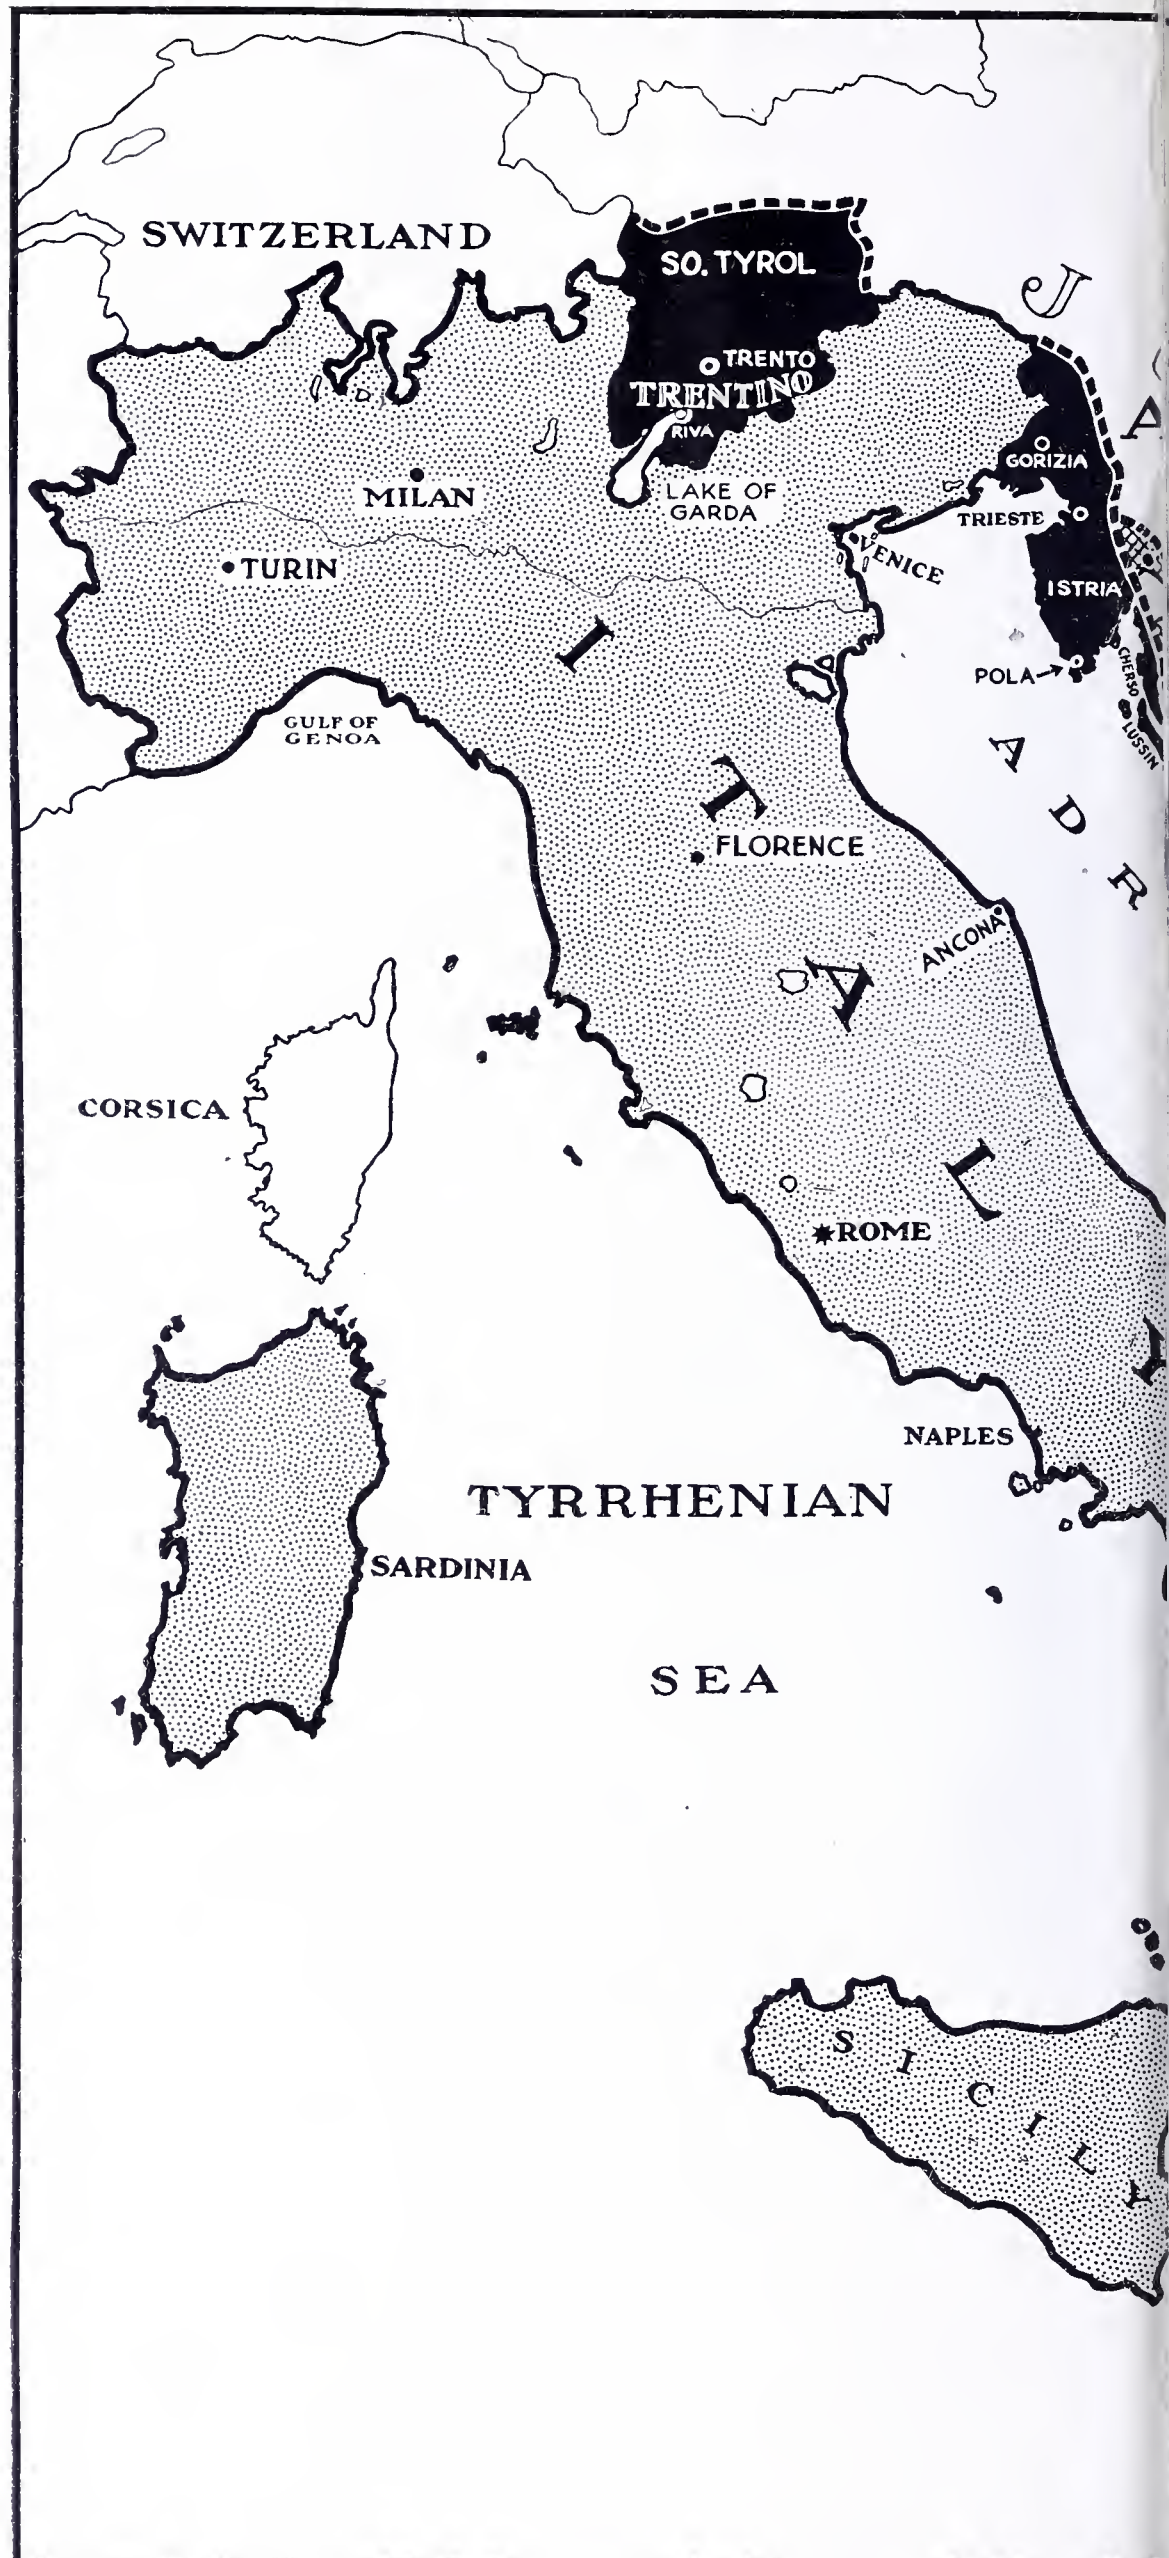 SWITZERLAND
SO. TYROL
J
TRENTO
TRENTINO
RIVA
A
GORIZIA
MILAN
LAKE OF
GARDA
TRIESTE
VENICE
TURIN
ISTRIA
POLA
CHERSO
LUSSIN
GULF OF
GENOA
A D R
I T A L Y
FLORENCE
ANCONA
CORSICA
ROME
NAPLES
TYRRHENIAN
SEA
SARDINIA
SICILY